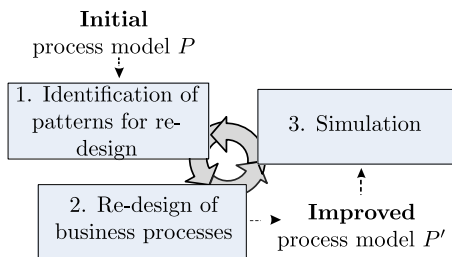 Initial
process model P
1. Identification of
patterns for re-
design
3. Simulation
2. Re-design of
business processes
Improved
process model P′